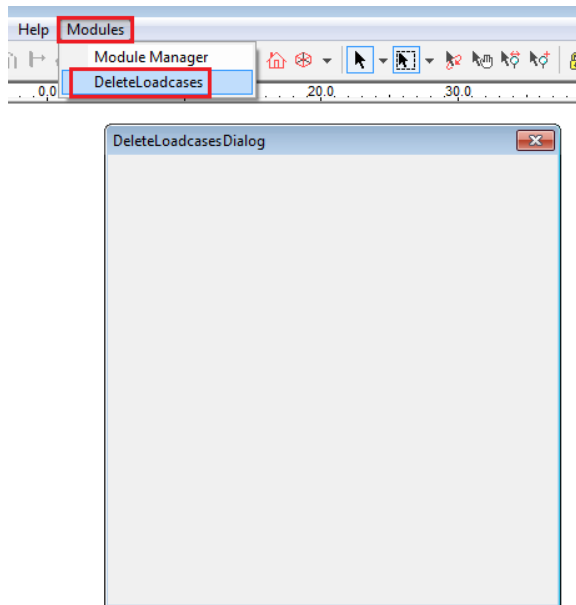 Help Modules
Module Manager
DeleteLoadcases
0,0 20.0 30.0
DeleteLoadcasesDialog